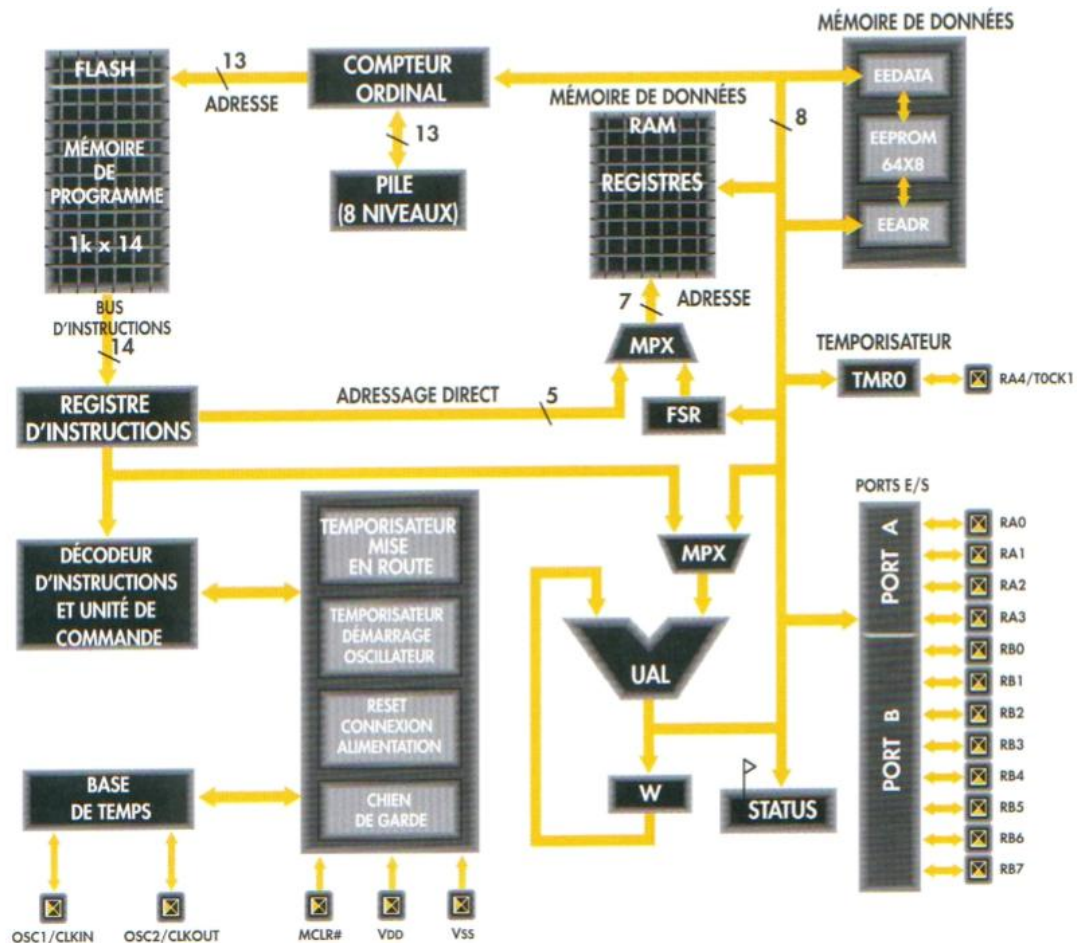 MÉMOIRE DE DONNÉES
FLASH
MÉMOIRE
DE
PROGRAMME
1k x 14
13
ADRESSE
COMPTEUR
ORDINAL
13
PILE
(8 NIVEAUX)
MÉMOIRE DE DONNÉES
RAM
REGISTRES
8
EEDATA
EEPROM
64X8
EEADR
7
ADRESSE
MPX
BUS
D'INSTRUCTIONS
14
REGISTRE
D'INSTRUCTIONS
ADRESSAGE DIRECT
5
FSR
TEMPORISATEUR
TMR0
RA4/T0CK1
DÉCODEUR
D'INSTRUCTIONS
ET UNITÉ DE
COMMANDE
TEMPORISATEUR
MISE
EN ROUTE
TEMPORISATEUR
DÉMARRAGE
OSCILLATEUR
RESET
CONNEXION
ALIMENTATION
CHIEN
DE GARDE
MPX
UAL
W
STATUS
PORTS E/S
PORT A
PORT B
RA0
RA1
RA2
RA3
RB0
RB1
RB2
RB3
RB4
RB5
RB6
RB7
BASE
DE TEMPS
OSC1/CLKIN
OSC2/CLKOUT
MCLR#
VDD
VSS